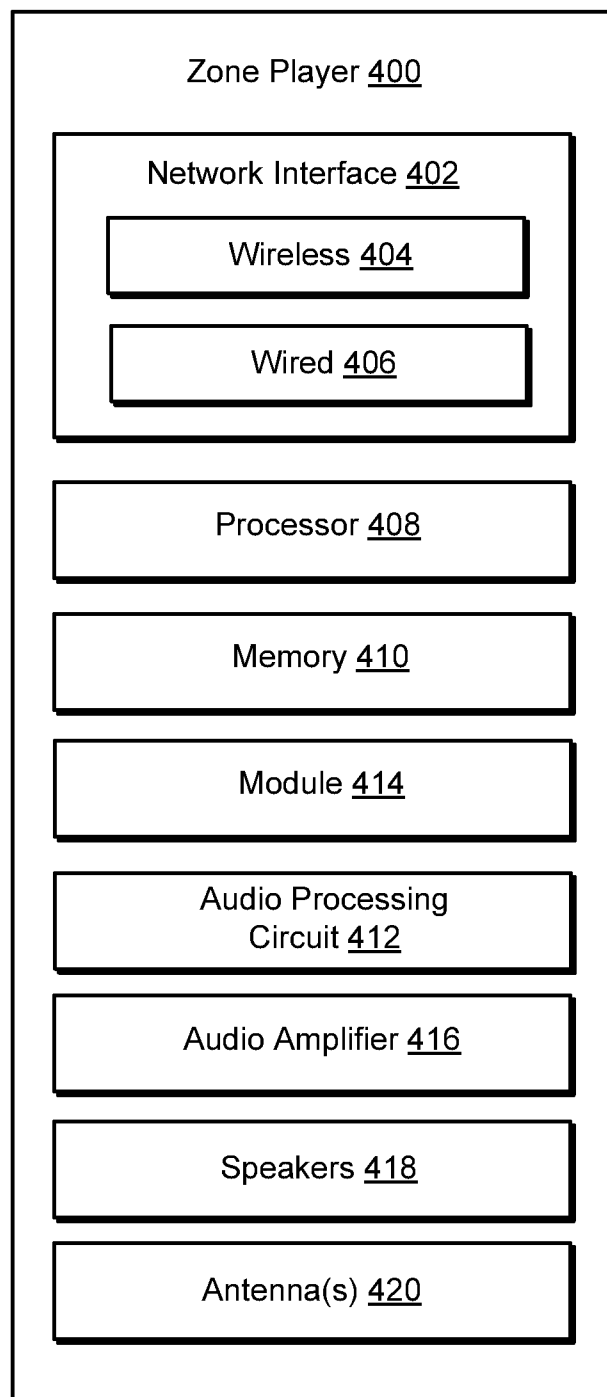 Zone Player 400
Network Interface 402
Wireless 404
Wired 406
Processor 408
Memory 410
Module 414
Audio Processing
Circuit 412
Audio Amplifier 416
Speakers 418
Antenna(s) 420